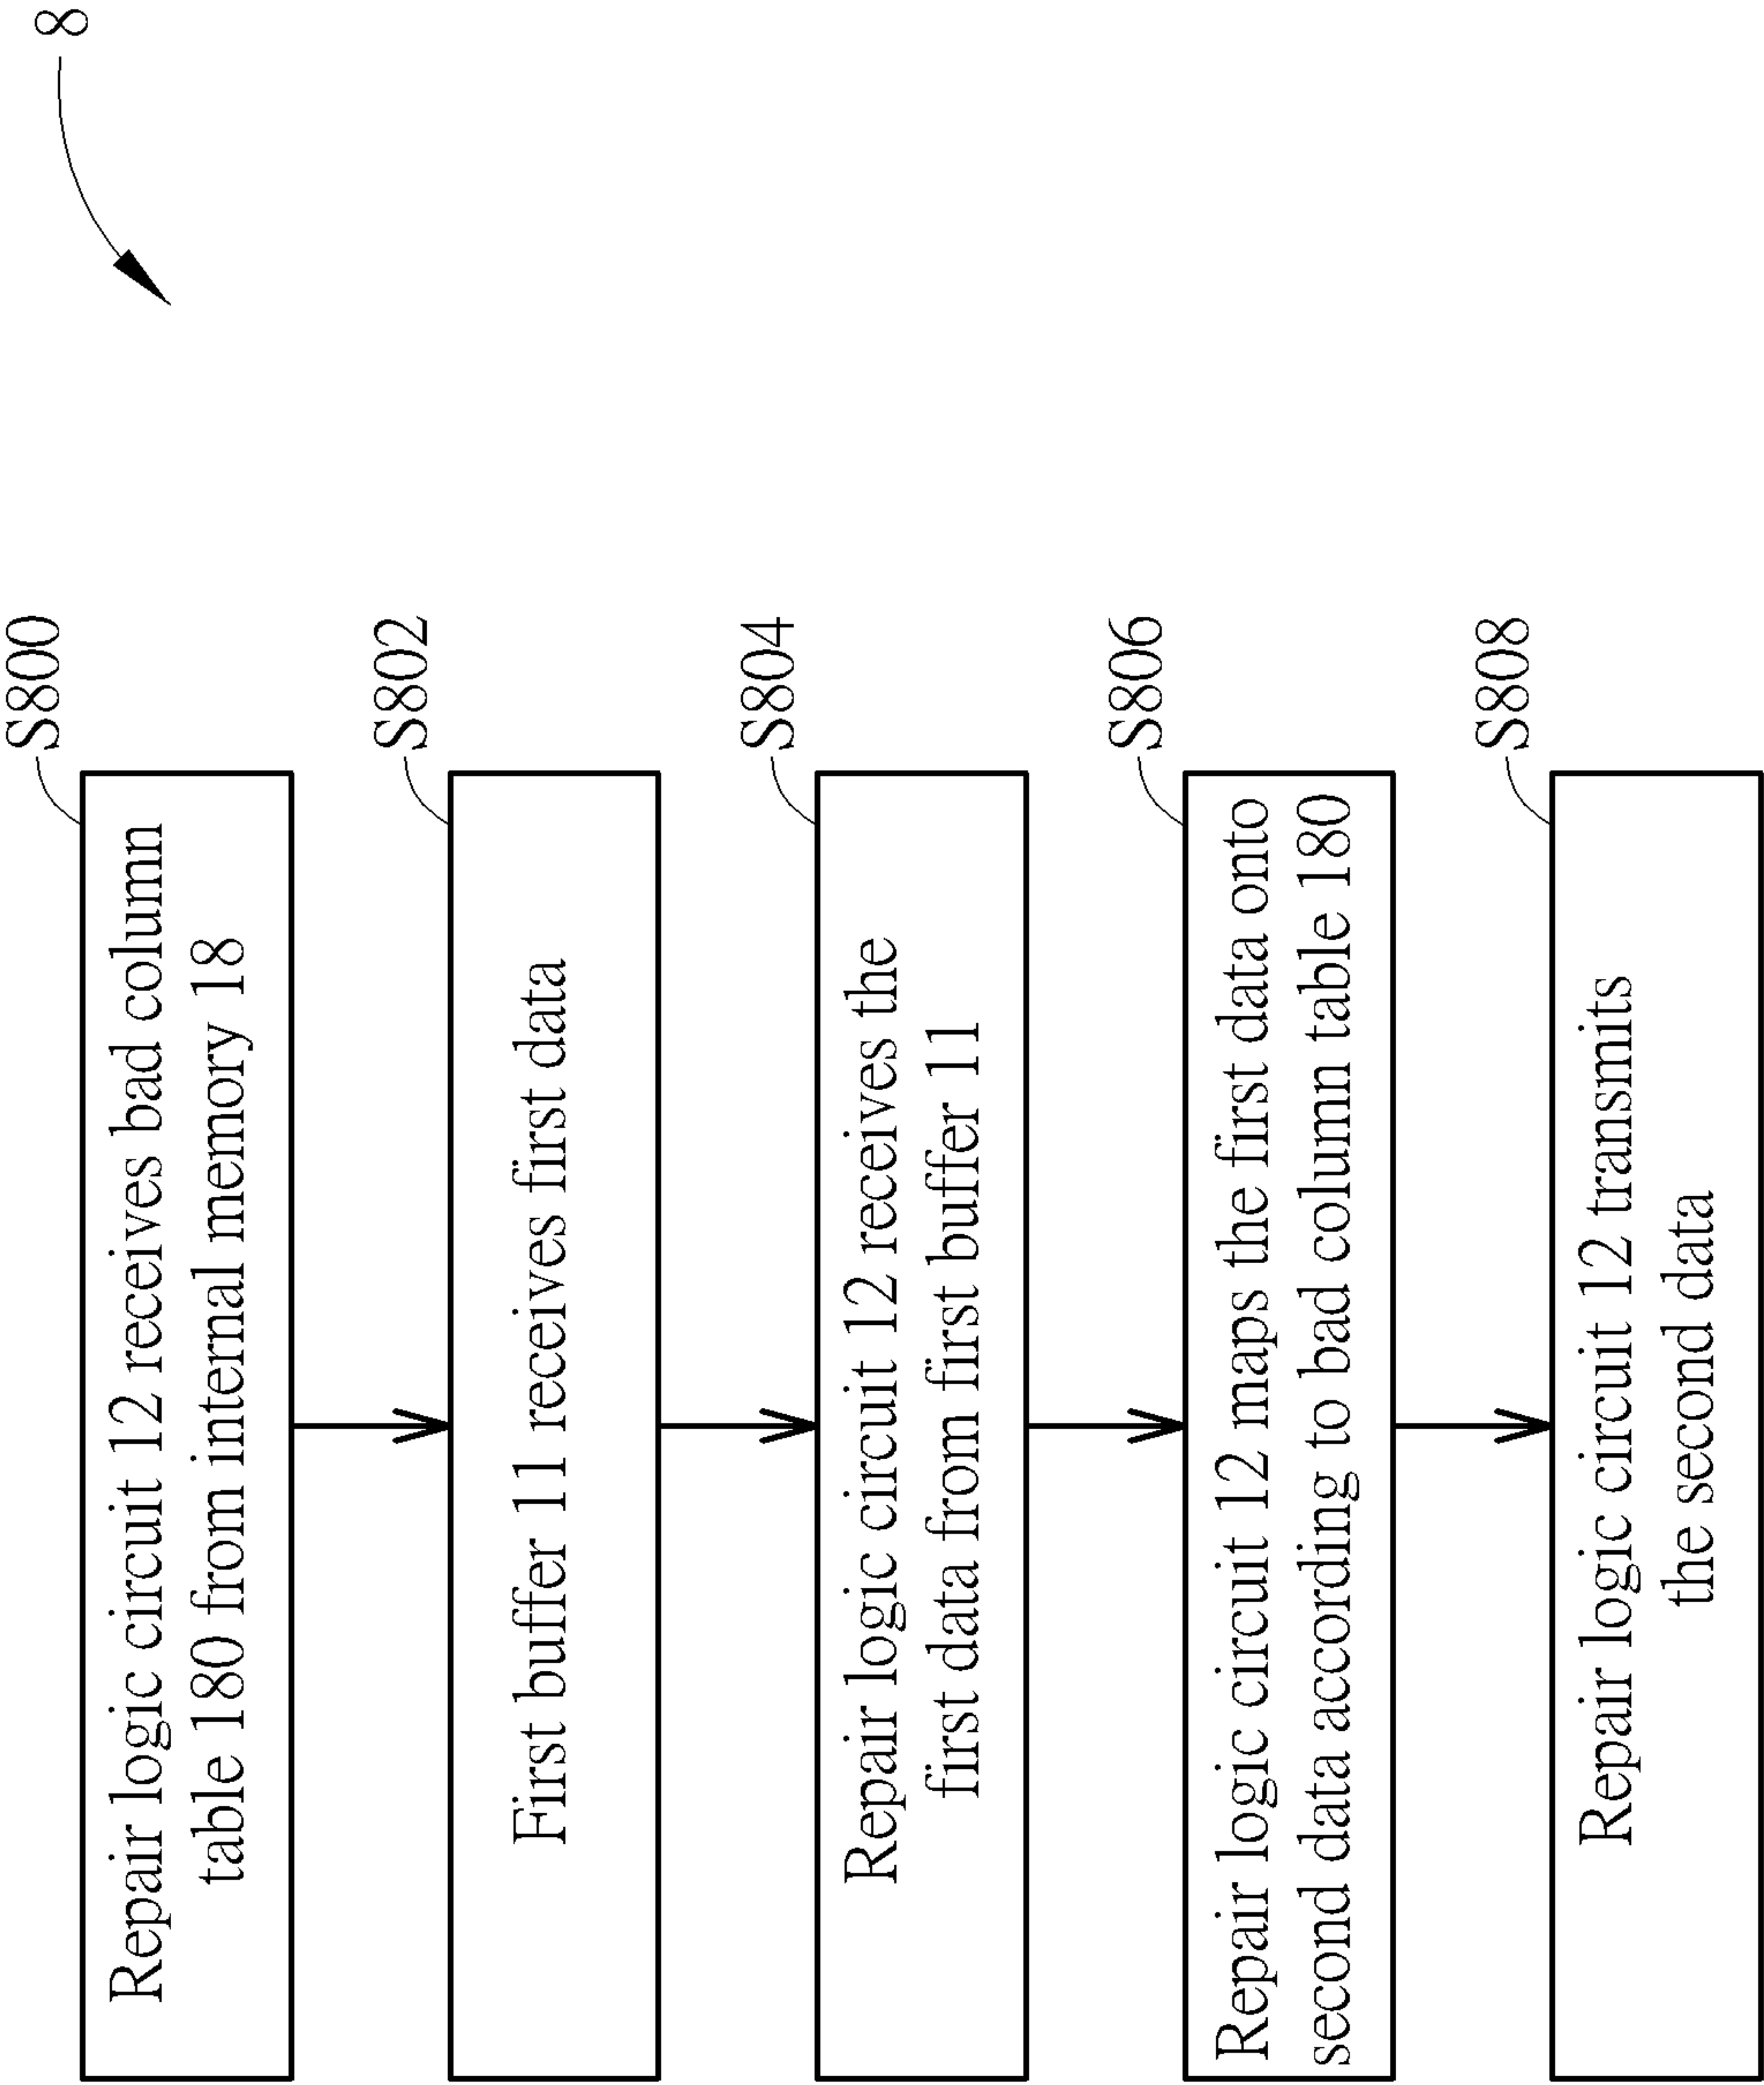 8
S800
Repair logic circuit 12 receives bad column
table 180 from internal memory 18
S802
First buffer 11 receives first data
S804
Repair logic circuit 12 receives the
first data from first buffer 11
S806
Repair logic circuit 12 maps the first data onto
second data according to bad column table 180
S808
Repair logic circuit 12 transmits
the second data